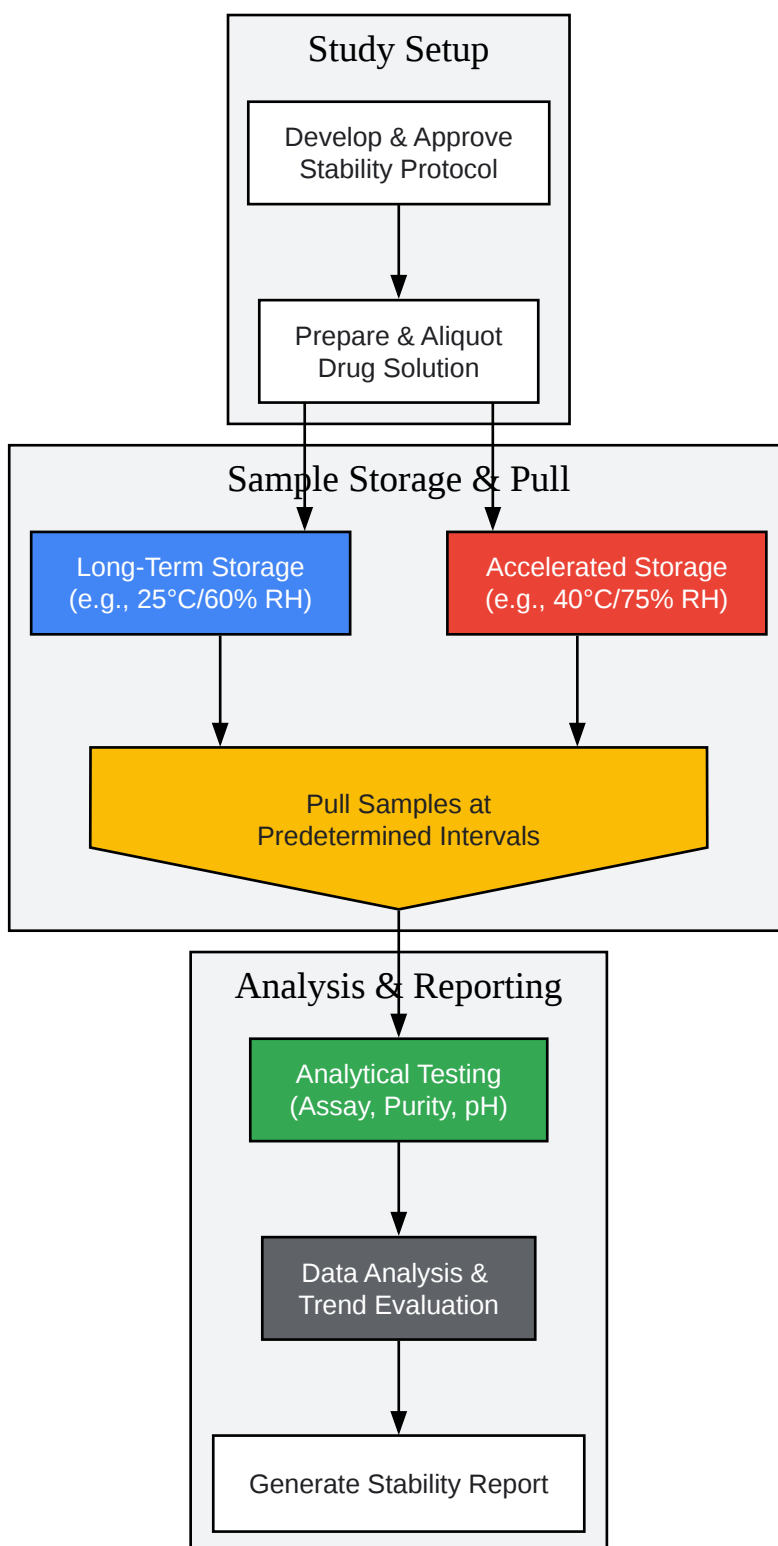 Study Setup
Develop & Approve
Stability Protocol
Prepare & Aliquot
Drug Solution
Sample Storage & Pull
Long-Term Storage
(e.g., 25°C/60% RH)
Accelerated Storage
(e.g., 40°C/75% RH)
Pull Samples at
Predetermined Intervals
Analysis & Reporting
Analytical Testing
(Assay, Purity, pH)
Data Analysis &
Trend Evaluation
Generate Stability Report